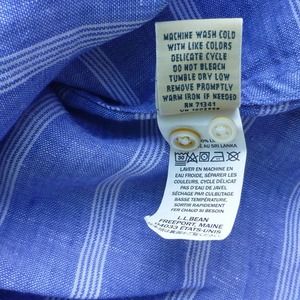 MACHINE WASH COLD
WITH LIKE COLORS
DELICATE CYCLE
DO NOT BLEACH
TUMBLE DRY LOW
REMOVE PROMPTLY
WARM IRON IF NEEDED
RN 71341
SRI LANKA
LAVER EN MACHINE EN
EAU FROIDE, SÉPARER LES
COULEURS, CYCLE DÉLICAT
PAS D'EAU DE JAVEL
SÉCHAGE PAR CULBUTAGE
BASSE TEMPÉRATURE,
SORTIR RAPIDEMENT
FER CHAUD SI BESOIN
L.L.BEAN
FREEPORT, MAINE
04033 ÉTATS-UNIS